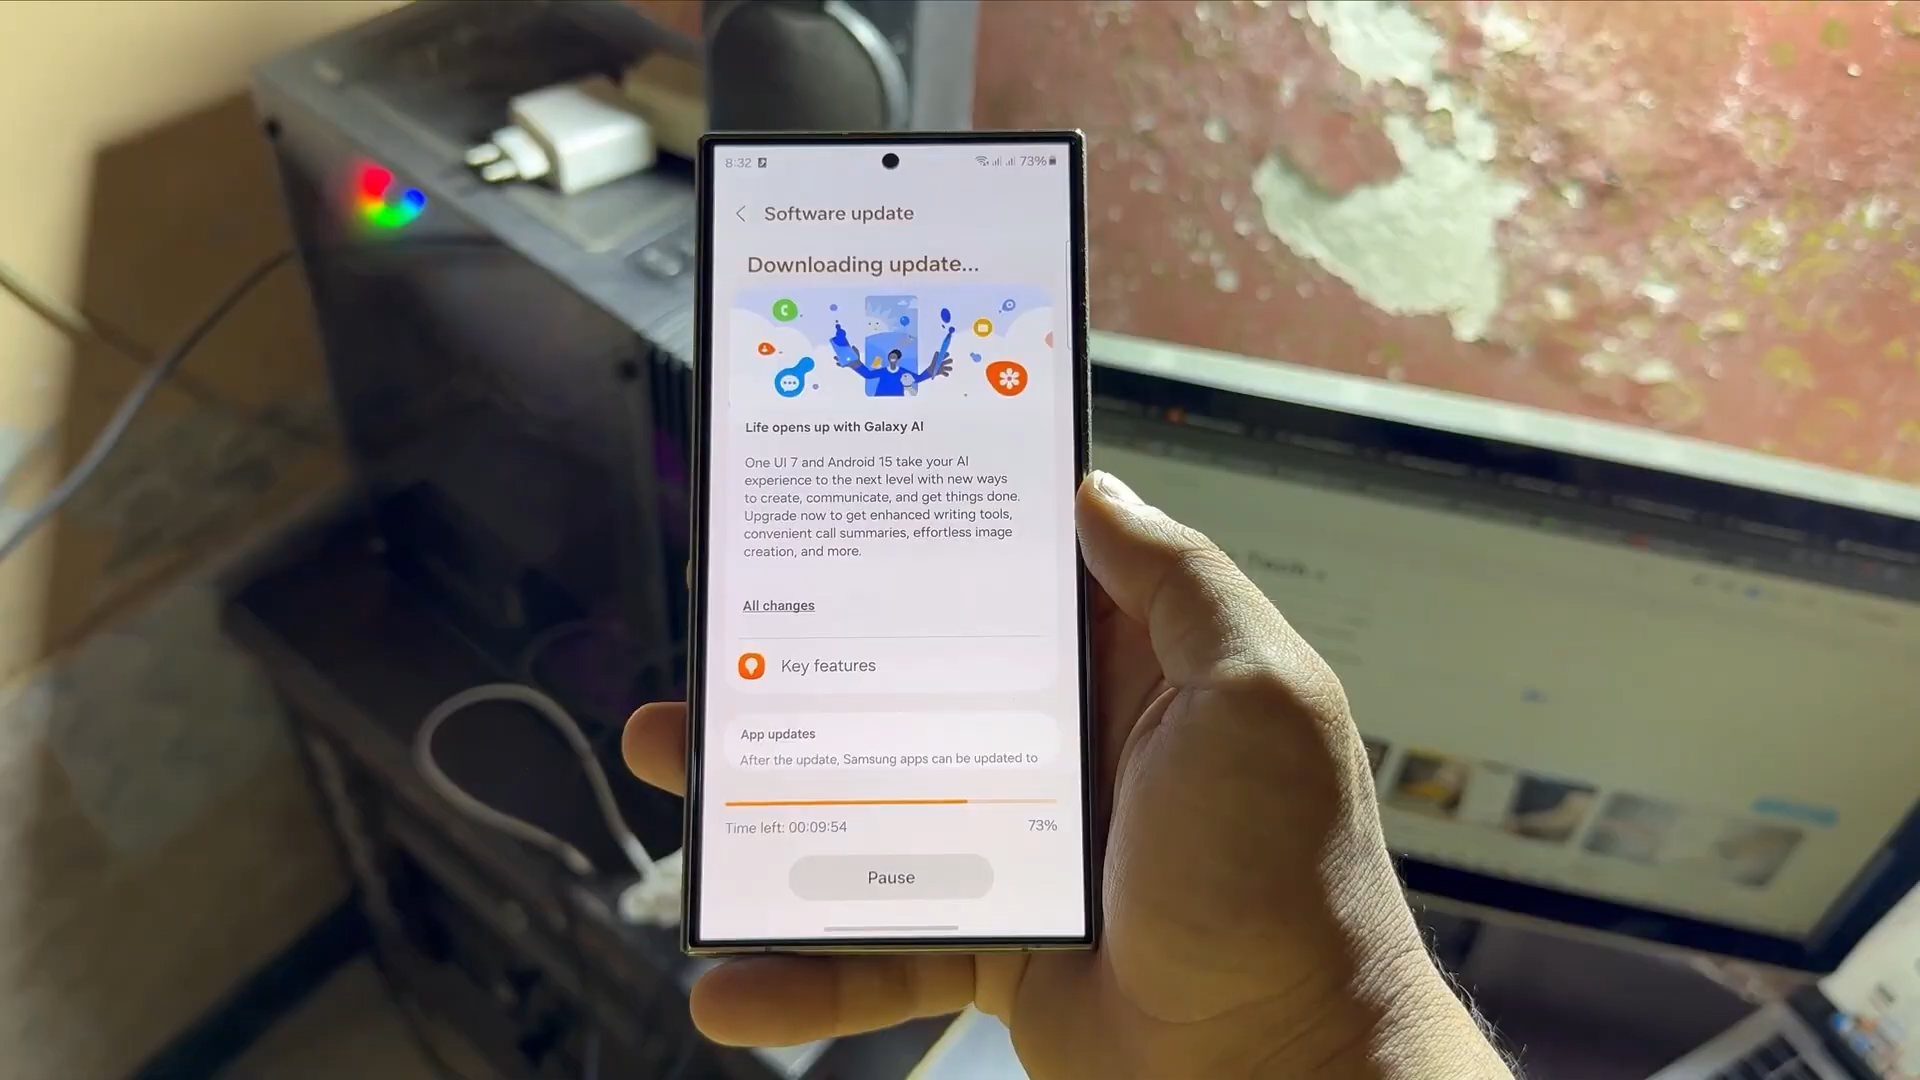 8:32
73%
Software update
Downloading update...
Life opens up with Galaxy AI
One UI 7 and Android 15 take your AI
experience to the next level with new ways
to create, communicate, and get things done.
Upgrade now to get enhanced writing tools,
convenient call summaries, effortless image
creation, and more.
All changes
Key features
App updates
After the update, Samsung apps can be updated to
Time left: 00:09:54
73%
Pause